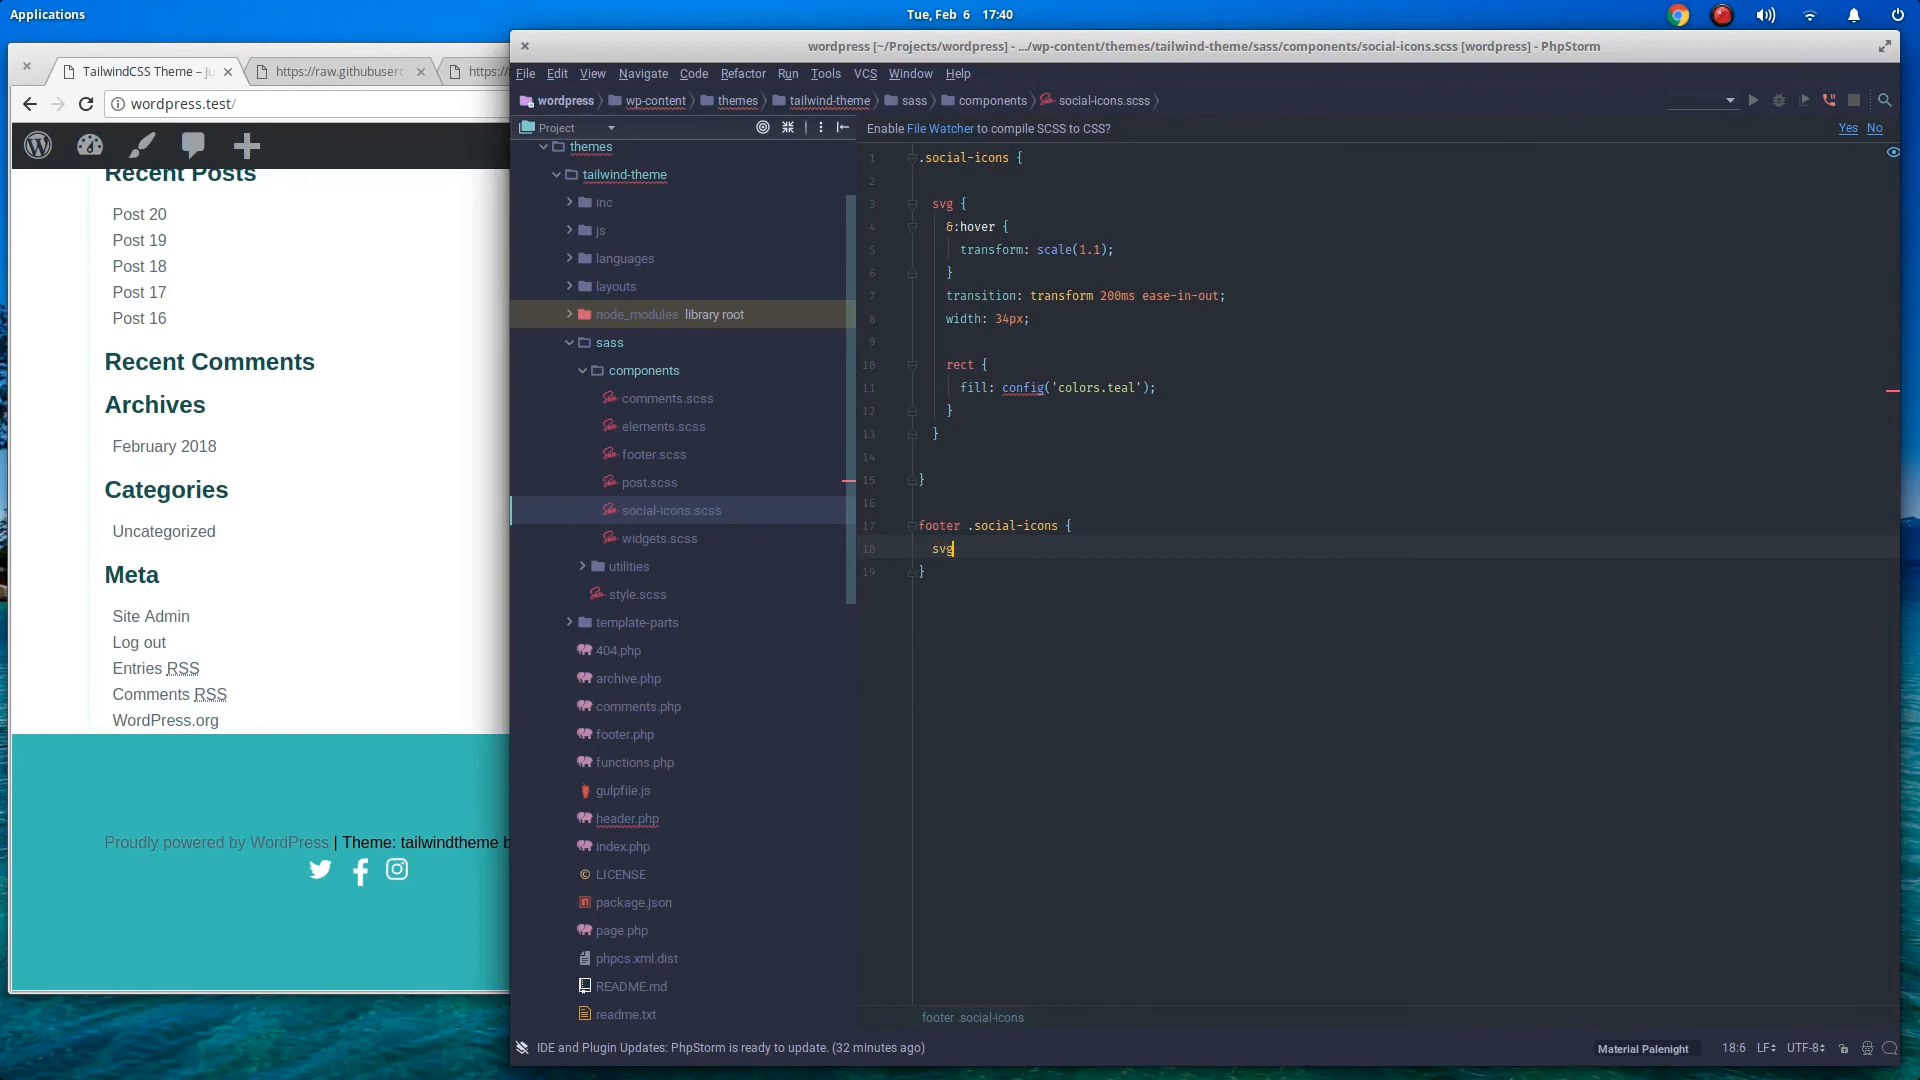 Applications
Tue, Feb 6 17:40
wordpress [~/Projects/wordpress] - .../wp-content/themes/tailwind-theme/sass/components/social-icons.scss [wordpress] - PhpStorm
TailwindCSS Theme – Ju
https://raw.githubuserc
https:/
File Edit View Navigate Code Refactor Run Tools VCS Window Help
wordpress.test/
wordpress wp-content themes tailwind-theme sass components social-icons.scss
Project
Enable File Watcher to compile SCSS to CSS?
Yes No
Recent Posts
Post 20
Post 19
Post 18
Post 17
Post 16
Recent Comments
Archives
February 2018
Categories
Uncategorized
Meta
Site Admin
Log out
Entries RSS
Comments RSS
WordPress.org
Proudly powered by WordPress | Theme: tailwindtheme b
themes
tailwind-theme
inc
js
languages
layouts
node_modules library root
sass
components
comments.scss
elements.scss
footer.scss
post.scss
social-icons.scss
widgets.scss
utilities
style.scss
template-parts
404.php
archive.php
comments.php
footer.php
functions.php
gulpfile.js
header.php
index.php
LICENSE
package.json
page.php
phpcs.xml.dist
README.md
readme.txt
1 .social-icons {
2
3 svg {
4 &:hover {
5 transform: scale(1.1);
6 }
7 transition: transform 200ms ease-in-out;
8 width: 34px;
9
10 rect {
11 fill: config('colors.teal');
12 }
13 }
14
15 }
16
17 footer .social-icons {
18 svg
19 }
footer .social-icons
IDE and Plugin Updates: PhpStorm is ready to update. (32 minutes ago)
Material Palenight 18:6 LF UTF-8